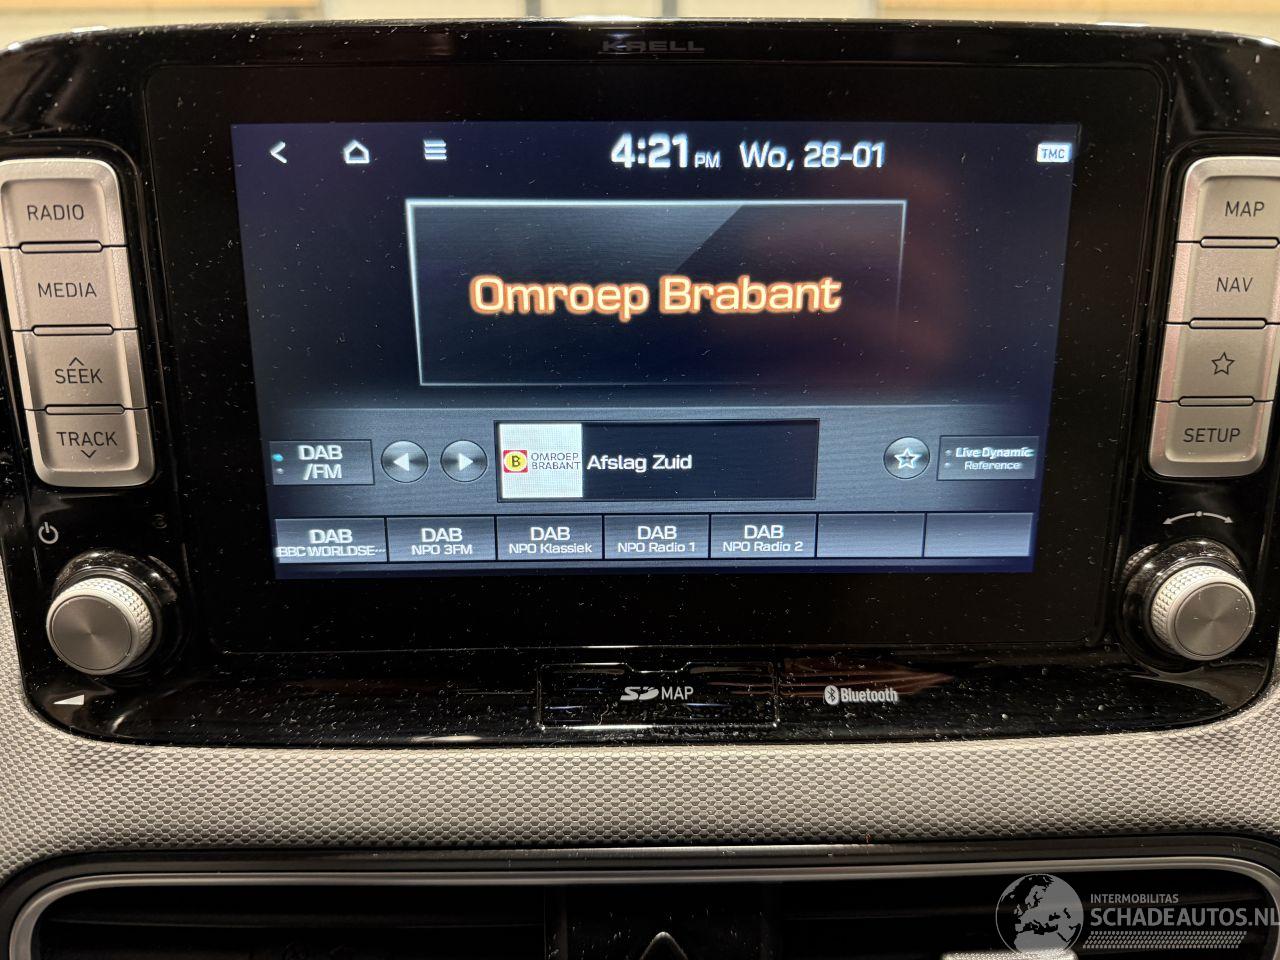 KRELL
4:21 PM Wo, 28-01
TMC
RADIO
MEDIA
SEEK
TRACK
MAP
NAV
SETUP
Omroep Brabant
DAB
/FM
B OMROEP
BRABANT
Afslag Zuid
Live Dynamic
Reference
DAB
BBC WORLDSE···
DAB
NPO 3FM
DAB
NPO Klassiek
DAB
NPO Radio 1
DAB
NPO Radio 2
SD MAP
Bluetooth
INTERMOBILITAS
SCHADEAUTOS.NL